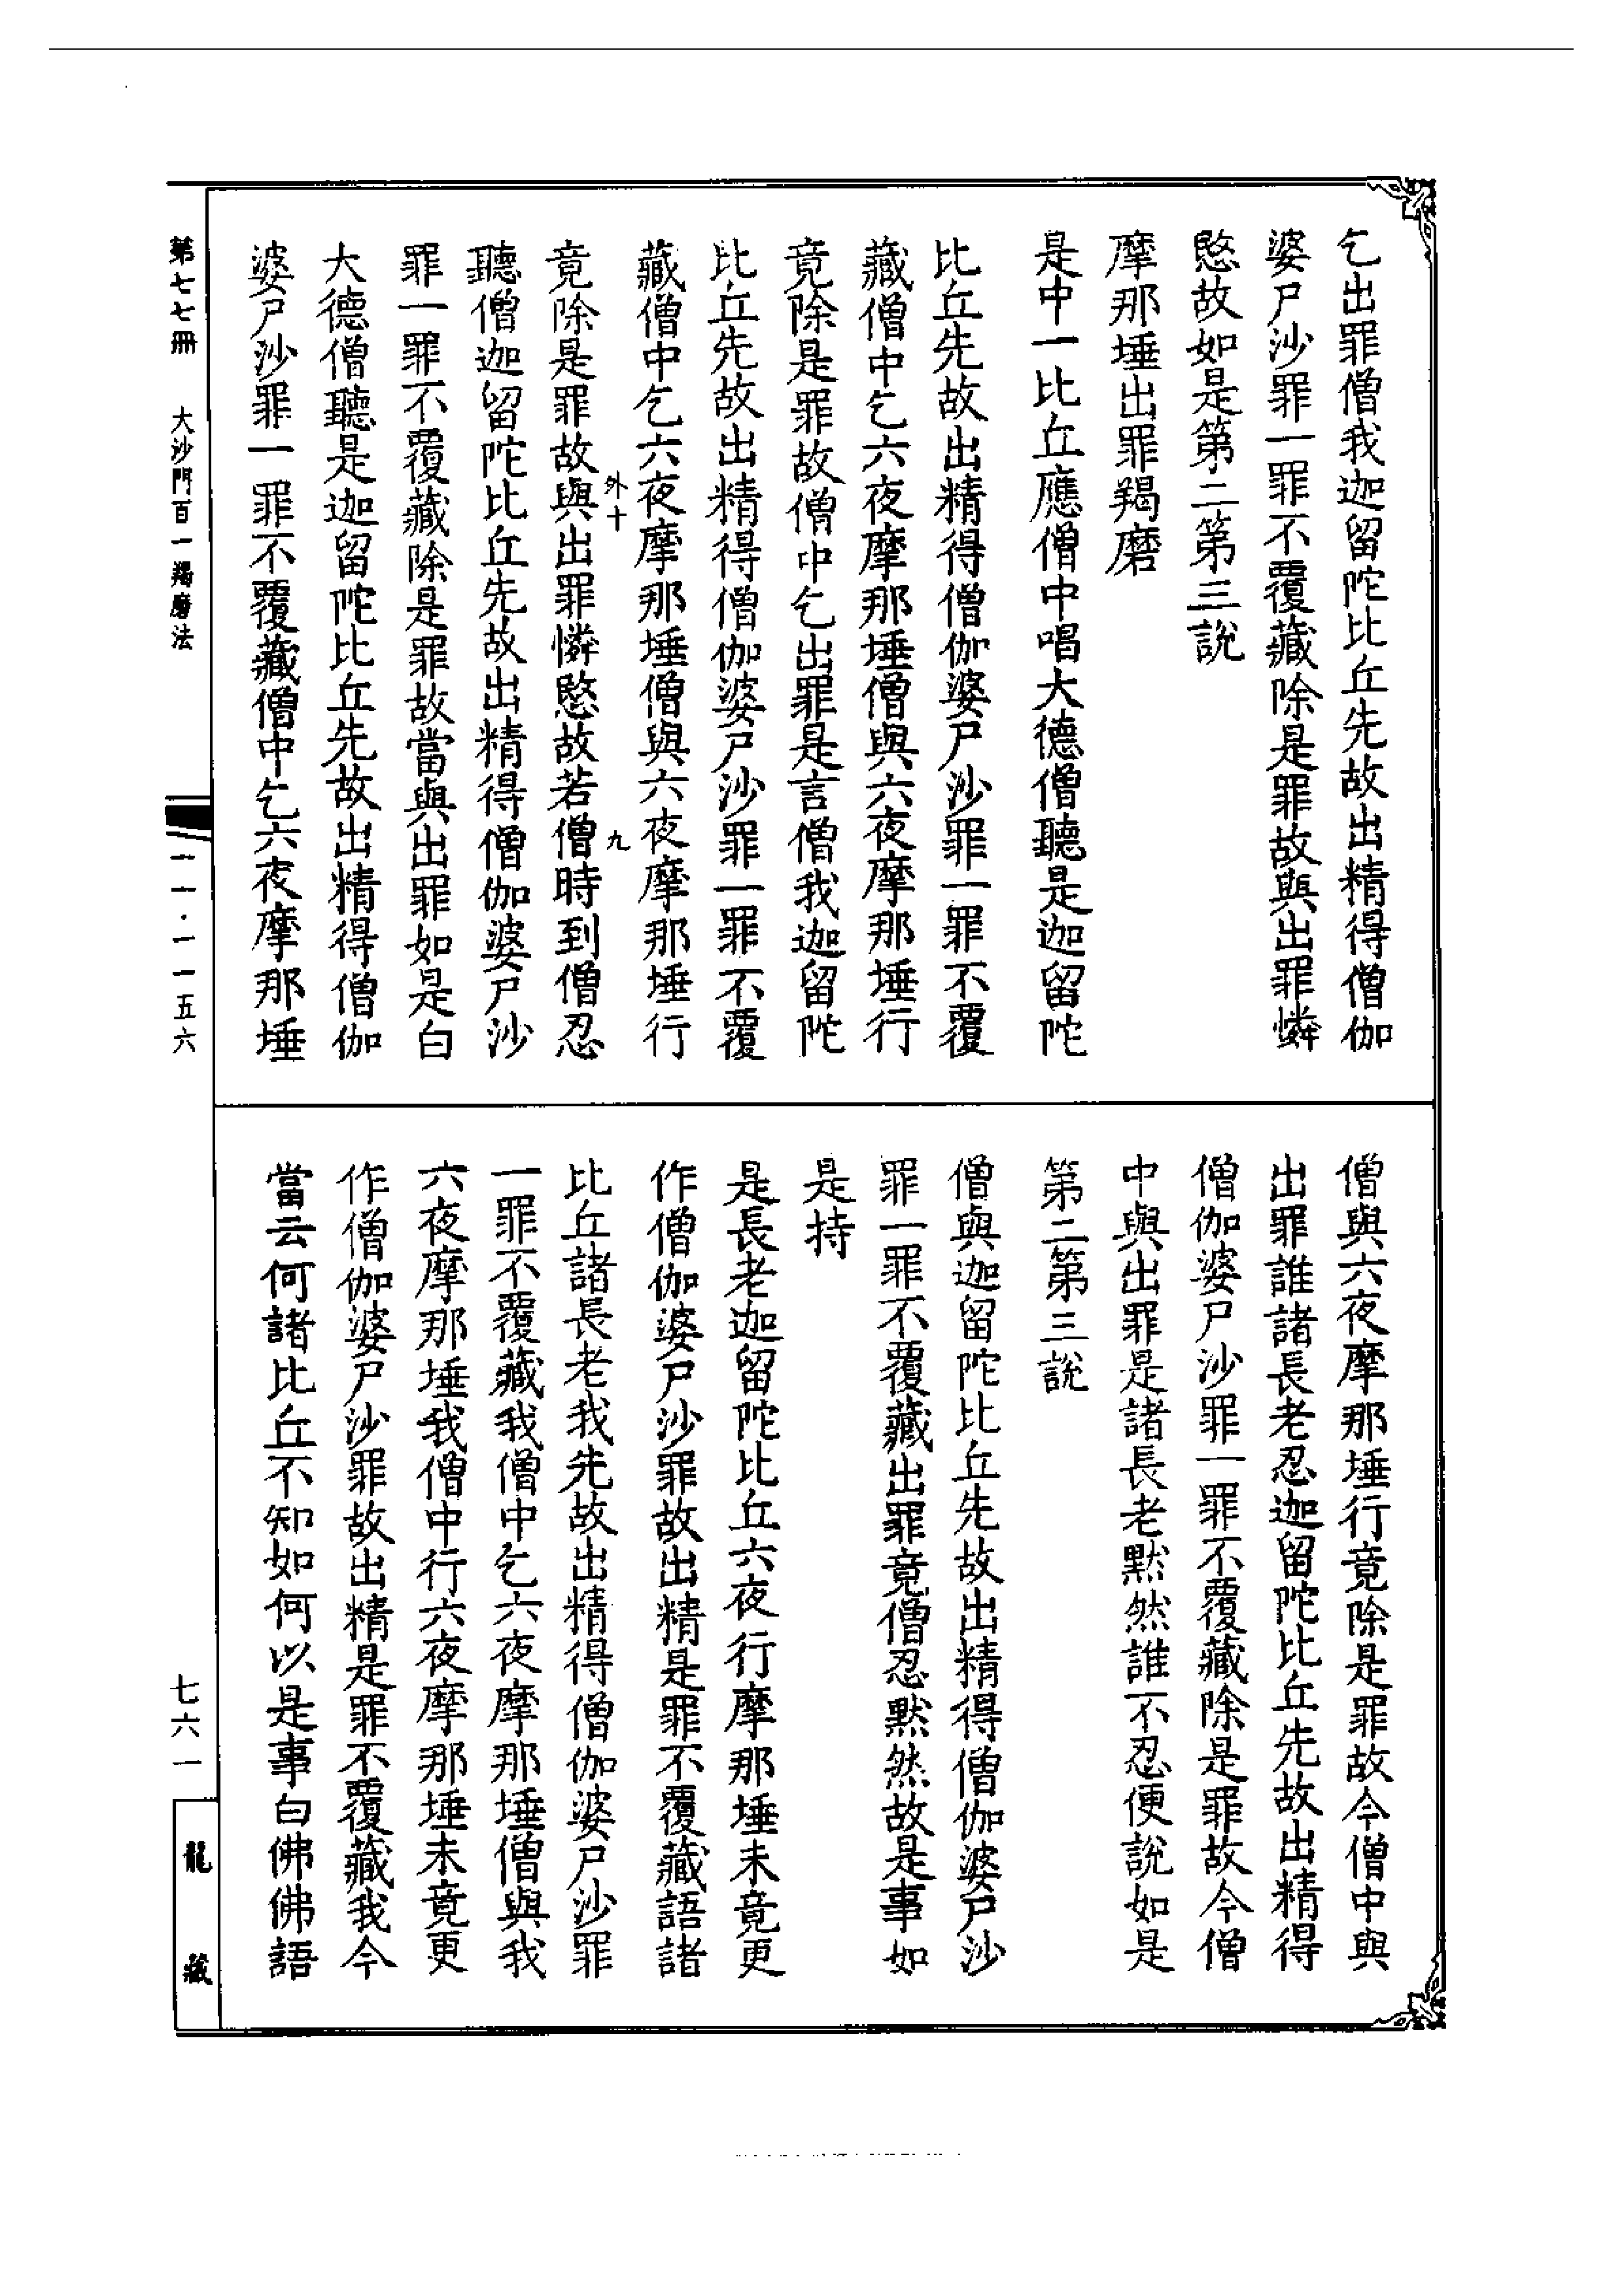 乞出罪僧我迦留陀比丘先故出精得僧伽
婆尸沙罪一罪不覆藏除是罪故與出罪憐
愍故如是第二第三說
摩那埵出罪羯磨
是中一比丘應僧中唱大德僧聽是迦留陀
比丘先故出精得僧伽婆尸沙罪一罪不覆
藏僧中乞六夜摩那埵僧與六夜摩那埵行
竟除是罪故僧中乞出罪是言僧我迦留陀
比丘先故出精得僧伽婆尸沙罪一罪不覆
藏僧中乞六夜摩那埵僧與六夜摩那埵行
外十 九
竟除是罪故與出罪憐愍故若僧時到僧忍
聽僧迦留陀比丘先故出精得僧伽婆尸沙
罪一罪不覆藏除是罪故當與出罪如是白
大德僧聽是迦留陀比丘先故出精得僧伽
婆尸沙罪一罪不覆藏僧中乞六夜摩那埵
僧與六夜摩那埵行竟除是罪故今僧中與
出罪誰諸長老忍迦留陀比丘先故出精得
僧伽婆尸沙罪一罪不覆藏除是罪故今僧
中與出罪是諸長老默然誰不忍便說如是
第二第三說
僧與迦留陀比丘先故出精得僧伽婆尸沙
罪一罪不覆藏出罪竟僧忍默然故是事如
是持
是長老迦留陀比丘六夜行摩那埵未竟更
作僧伽婆尸沙罪故出精是罪不覆藏語諸
比丘諸長老我先故出精得僧伽婆尸沙罪
一罪不覆藏我僧中乞六夜摩那埵僧與我
六夜摩那埵我僧中行六夜摩那埵未竟更
作僧伽婆尸沙罪故出精是罪不覆藏我今
當云何諸比丘不知如何以是事白佛佛語
第七七冊 大沙門百一羯磨法
一一·一一五六
七六一
龍藏